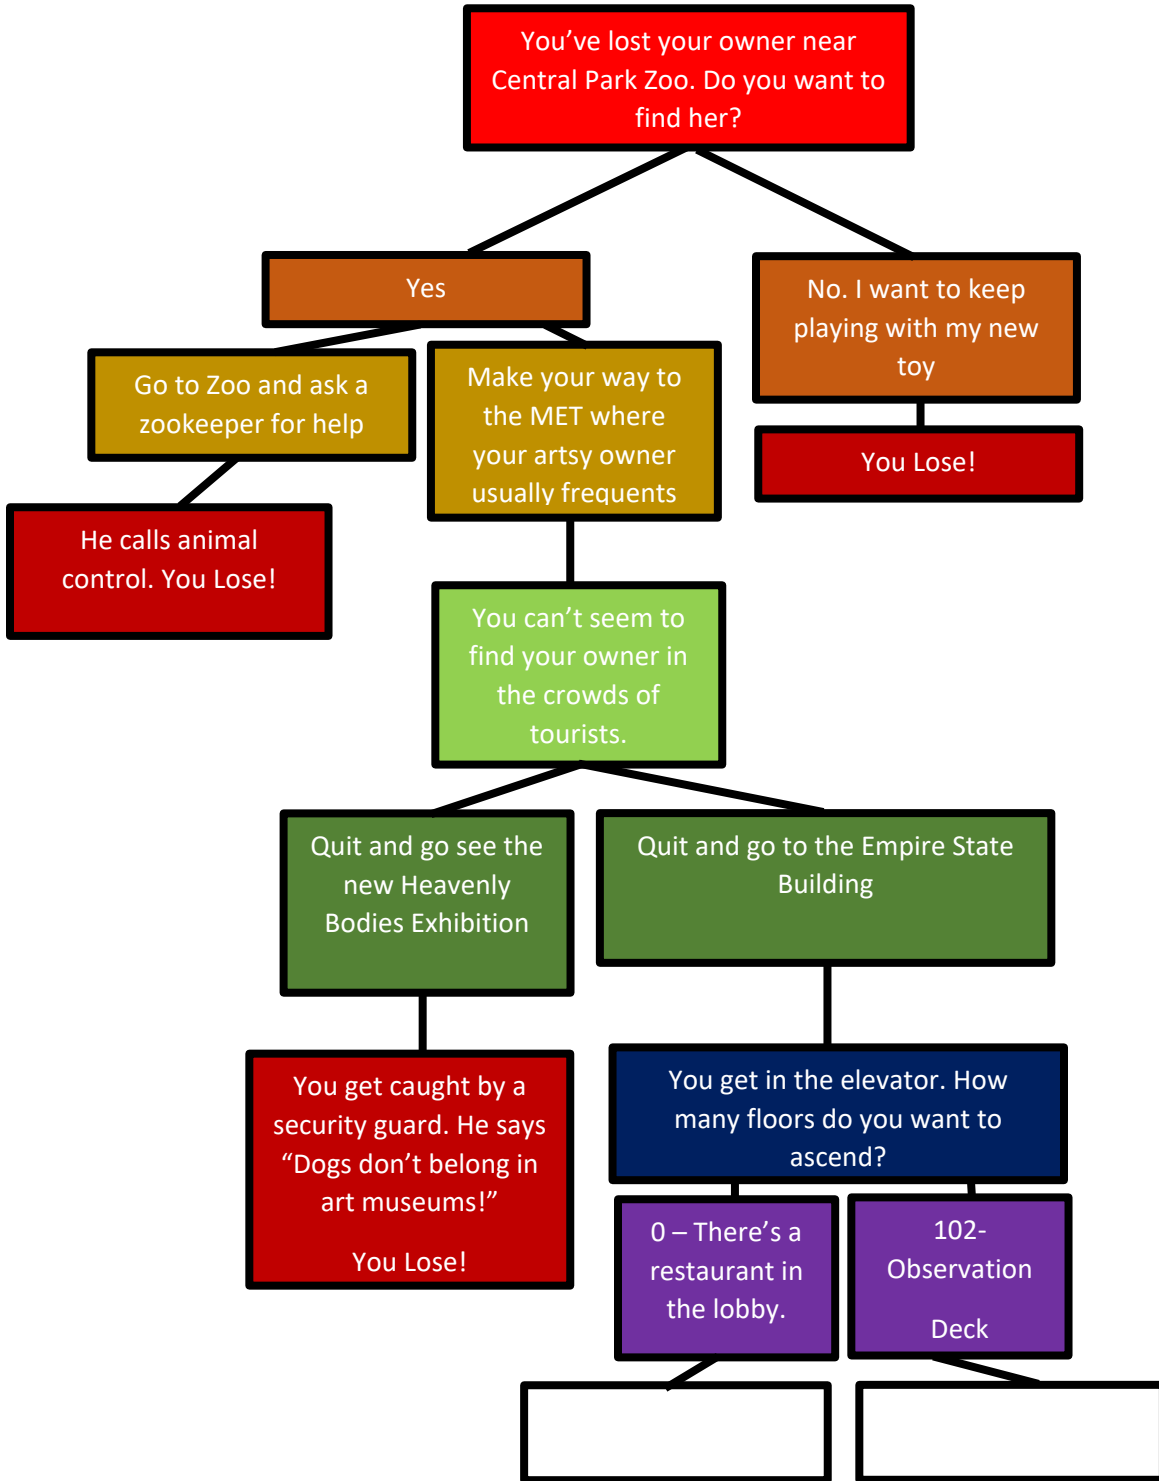 You’ve lost your owner near
Central Park Zoo. Do you want to
find her?
Yes
No. I want to keep
playing with my new
toy
Go to Zoo and ask a
zookeeper for help
Make your way to
the MET where
your artsy owner
usually frequents
You Lose!
He calls animal
control. You Lose!
You can’t seem to
find your owner in
the crowds of
tourists.
Quit and go see the
new Heavenly
Bodies Exhibition
Quit and go to the Empire State
Building
You get caught by a
security guard. He says
“Dogs don’t belong in
art museums!”
You Lose!
You get in the elevator. How
many floors do you want to
ascend?
0 – There’s a
restaurant in
the lobby.
102-
Observation
Deck